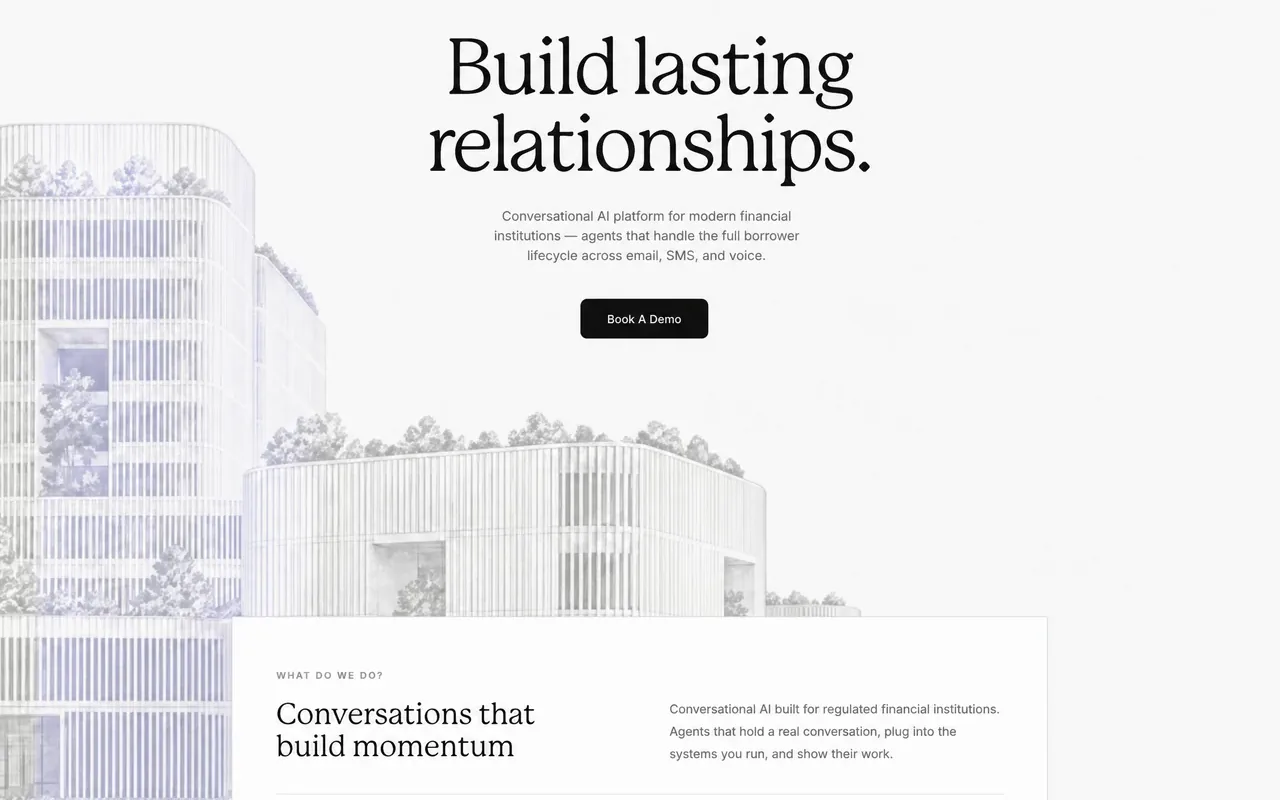 Build lasting
relationships.
Conversational AI platform for modern financial
institutions — agents that handle the full borrower
lifecycle across email, SMS, and voice.
Book A Demo
WHAT DO WE DO?
Conversations that
build momentum
Conversational AI built for regulated financial institutions.
Agents that hold a real conversation, plug into the
systems you run, and show their work.